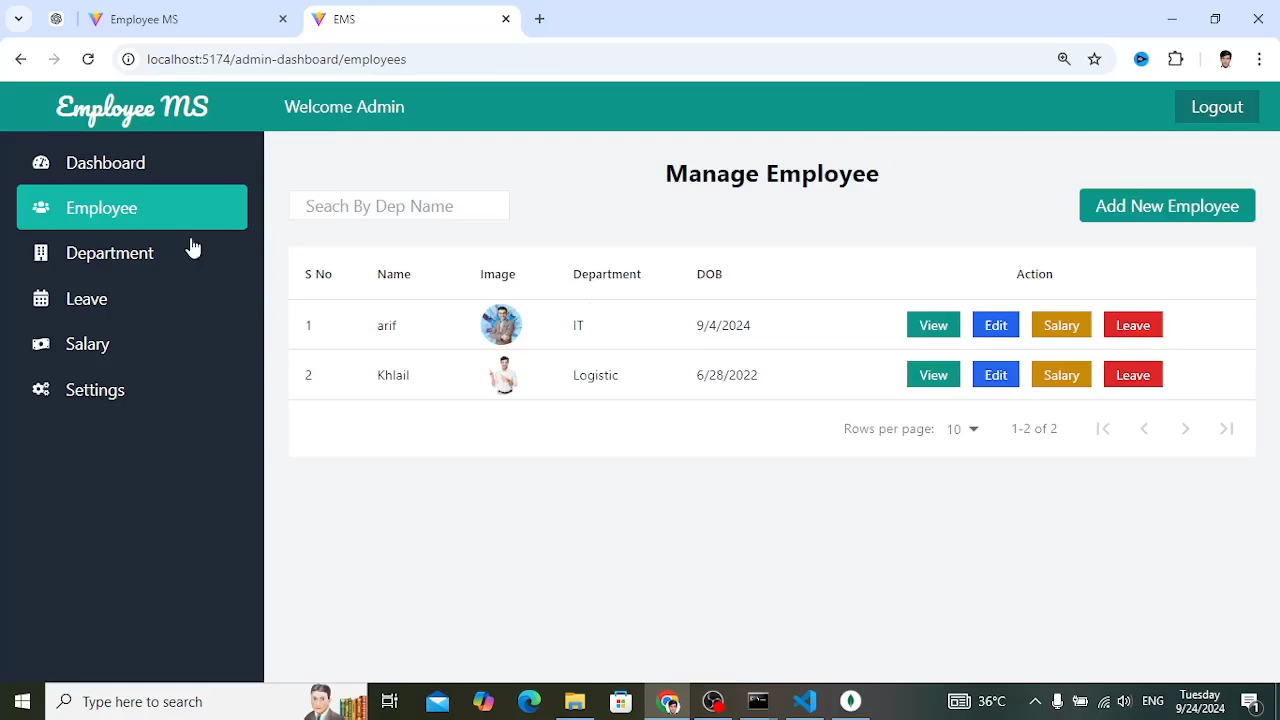 Employee MS
EMS
localhost:5174/admin-dashboard/employees
Employee MS
Welcome Admin
Logout
Dashboard
Employee
Department
Leave
Salary
Settings
Manage Employee
Seach By Dep Name
Add New Employee
S No Name Image Department DOB Action
1 arif IT 9/4/2024 View Edit Salary Leave
2 Khlail Logistic 6/28/2022 View Edit Salary Leave
Rows per page: 10 1-2 of 2
Type here to search
36°C
ENG
Tuesday
9/24/2024
1